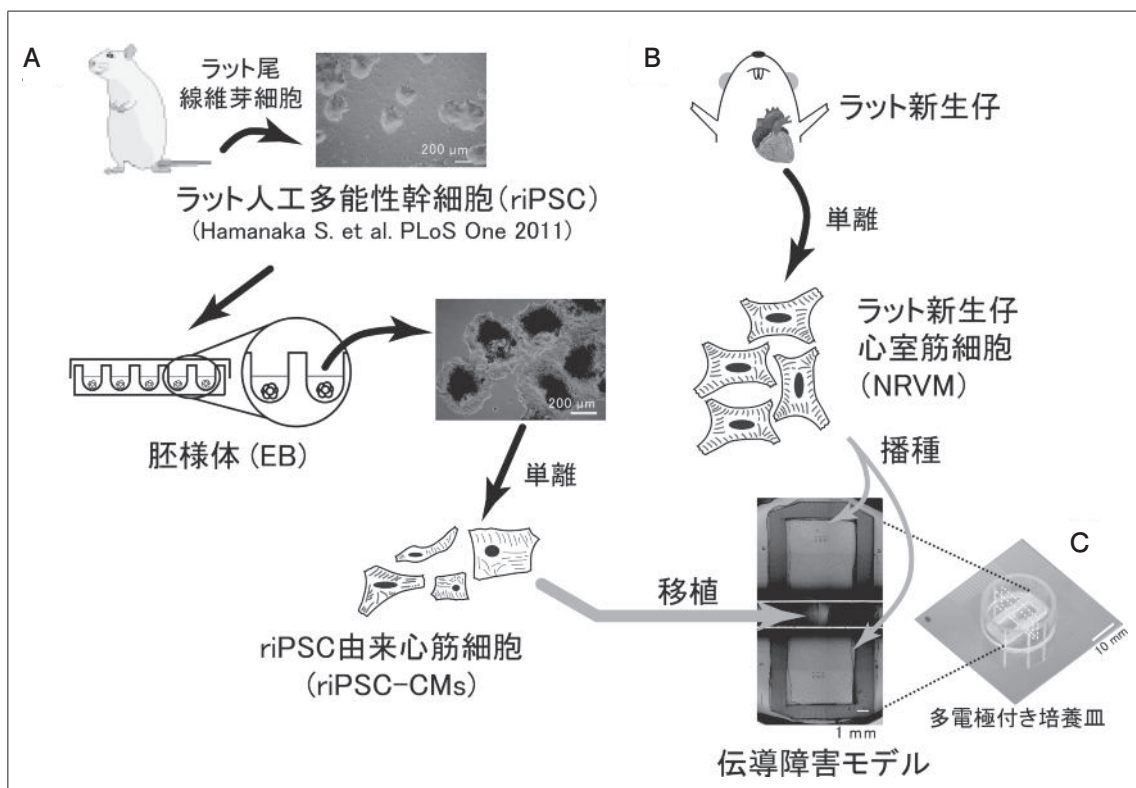 A
ラット尾
線維芽細胞
200 μm
ラット人工多能性幹細胞(riPSC)
(Hamanaka S. et al. PLoS One 2011)
200 μm
胚様体(EB)
単離
riPSC由来心筋細胞
(riPSC-CMs)
移植
B
ラット新生仔
単離
ラット新生仔
心室筋細胞
(NRVM)
播種
C
10 mm
多電極付き培養皿
1 mm
伝導障害モデル